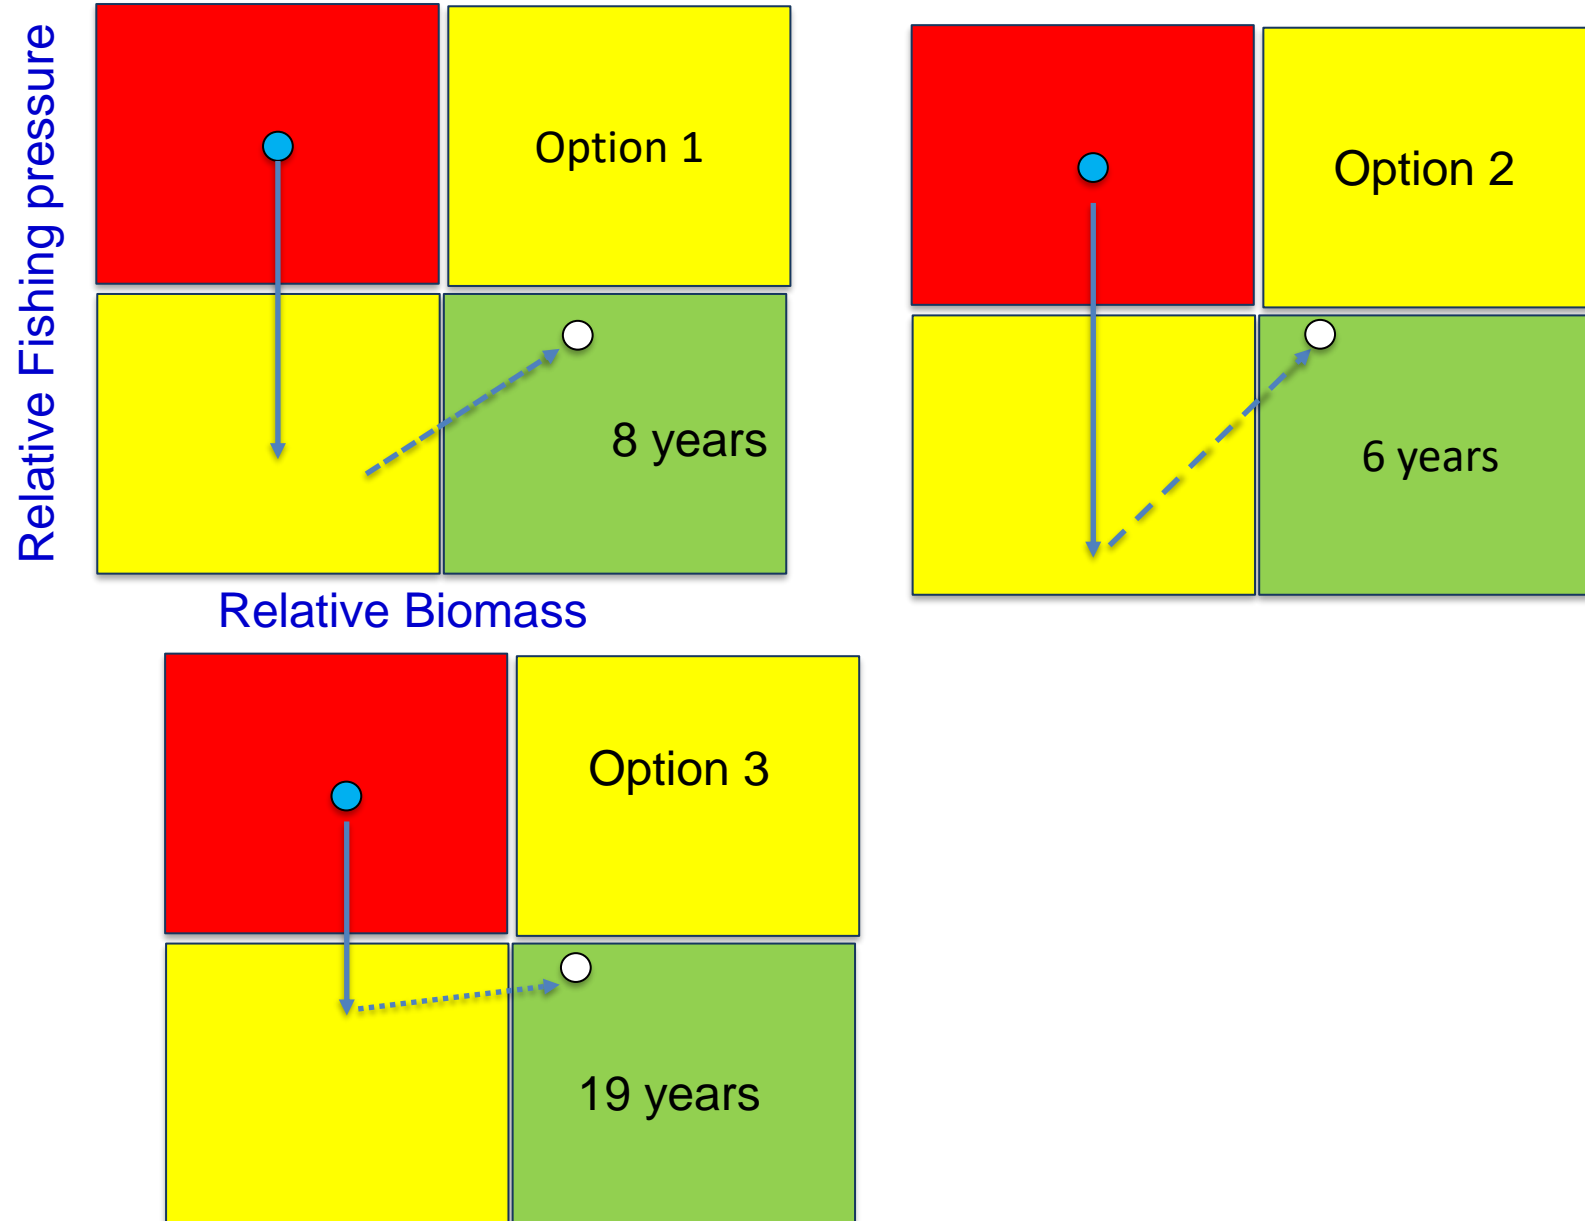 Relative Fishing pressure
Option 1
8 years
Relative Biomass
Option 2
6 years
Option 3
19 years